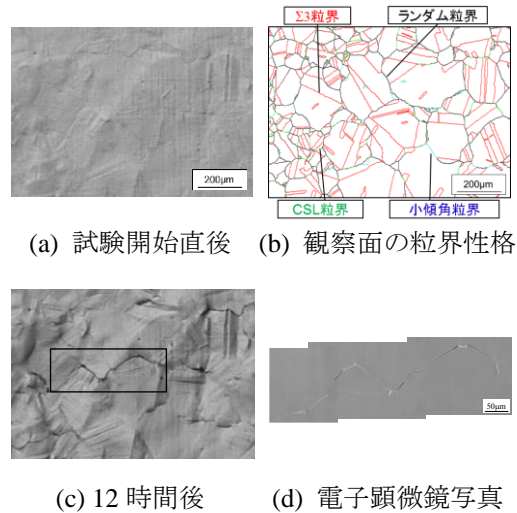 Σ3粒界
ランダム粒界
200μm
200μm
CSL粒界
小傾角粒界
(a) 試験開始直後
(b) 観察面の粒界性格
50μm
(c) 12 時間後
(d) 電子顕微鏡写真